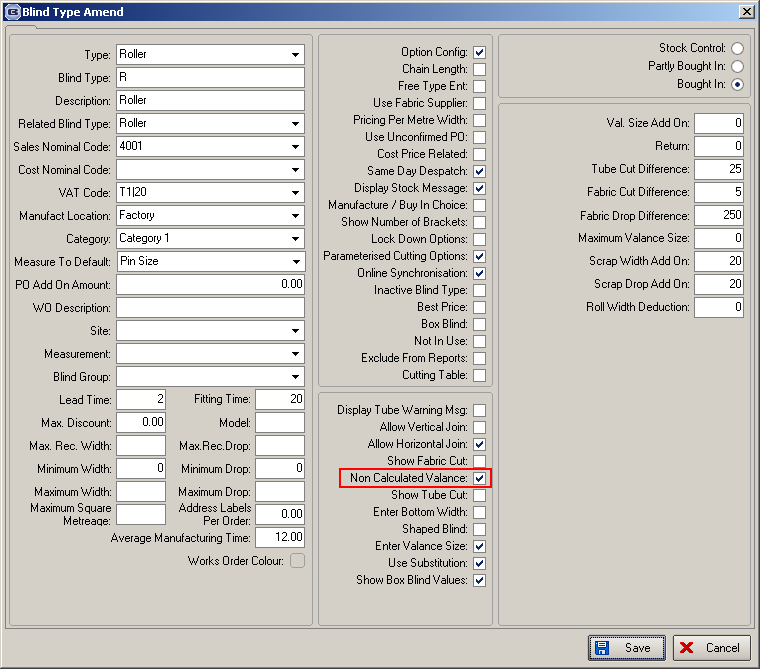 Blind Type Amend
Type: Roller
Blind Type: R
Description: Roller
Related Blind Type: Roller
Sales Nominal Code: 4001
Cost Nominal Code:
VAT Code: T1|20
Manufact Location: Factory
Category: Category 1
Measure To Default: Pin Size
PO Add On Amount: 0.00
WO Description:
Site:
Measurement:
Blind Group:
Lead Time: 2 Fitting Time: 20
Max. Discount: 0.00 Model:
Max. Rec. Width: Max.Rec.Drop:
Minimum Width: 0 Minimum Drop: 0
Maximum Width: Maximum Drop:
Maximum Square Metreage: Address Labels Per Order: 0.00
Average Manufacturing Time: 12.00
Works Order Colour:
Option Config:
Chain Length:
Free Type Ent:
Use Fabric Supplier:
Pricing Per Metre Width:
Use Unconfirmed PO:
Cost Price Related:
Same Day Despatch:
Display Stock Message:
Manufacture / Buy In Choice:
Show Number of Brackets:
Lock Down Options:
Parameterised Cutting Options:
Online Synchronisation:
Inactive Blind Type:
Best Price:
Box Blind:
Not In Use:
Exclude From Reports:
Cutting Table:
Display Tube Warning Msg:
Allow Vertical Join:
Allow Horizontal Join:
Show Fabric Cut:
Non Calculated Valance:
Show Tube Cut:
Enter Bottom Width:
Shaped Blind:
Enter Valance Size:
Use Substitution:
Show Box Blind Values:
Stock Control:
Partly Bought In:
Bought In:
Val. Size Add On: 0
Return: 0
Tube Cut Difference: 25
Fabric Cut Difference: 5
Fabric Drop Difference: 250
Maximum Valance Size: 0
Scrap Width Add On: 20
Scrap Drop Add On: 20
Roll Width Deduction: 0
Save Cancel